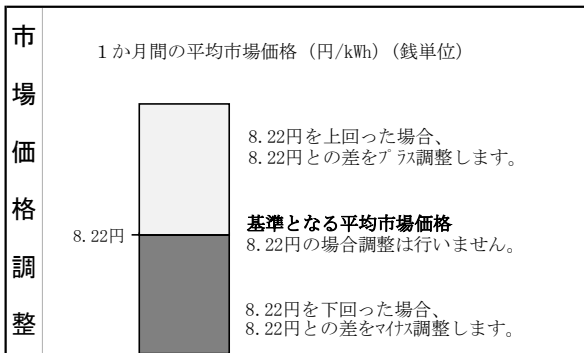 市場価格調整
1か月間の平均市場価格（円/kWh）（銭単位）
8.22円を上回った場合、
8.22円との差をﾌﾟﾗｽ調整します。
基準となる平均市場価格
8.22円
8.22円の場合調整は行いません。
8.22円を下回った場合、
8.22円との差をﾏｲﾅｽ調整します。